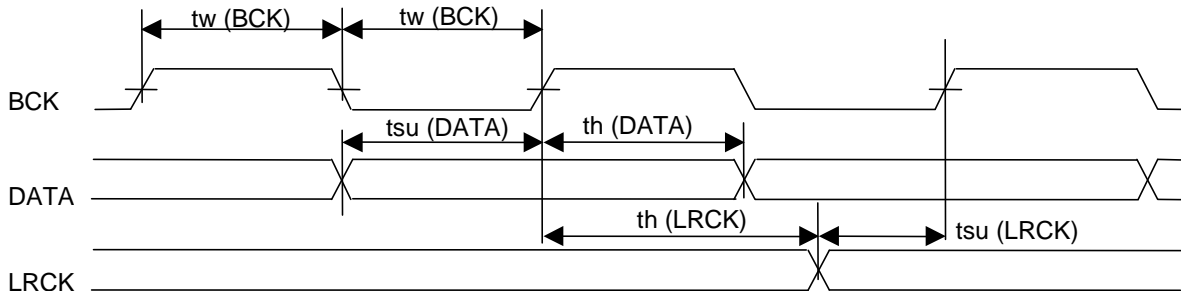 tw (BCK) tw (BCK)
BCK
tsu (DATA) th (DATA)
DATA
th (LRCK) tsu (LRCK)
LRCK